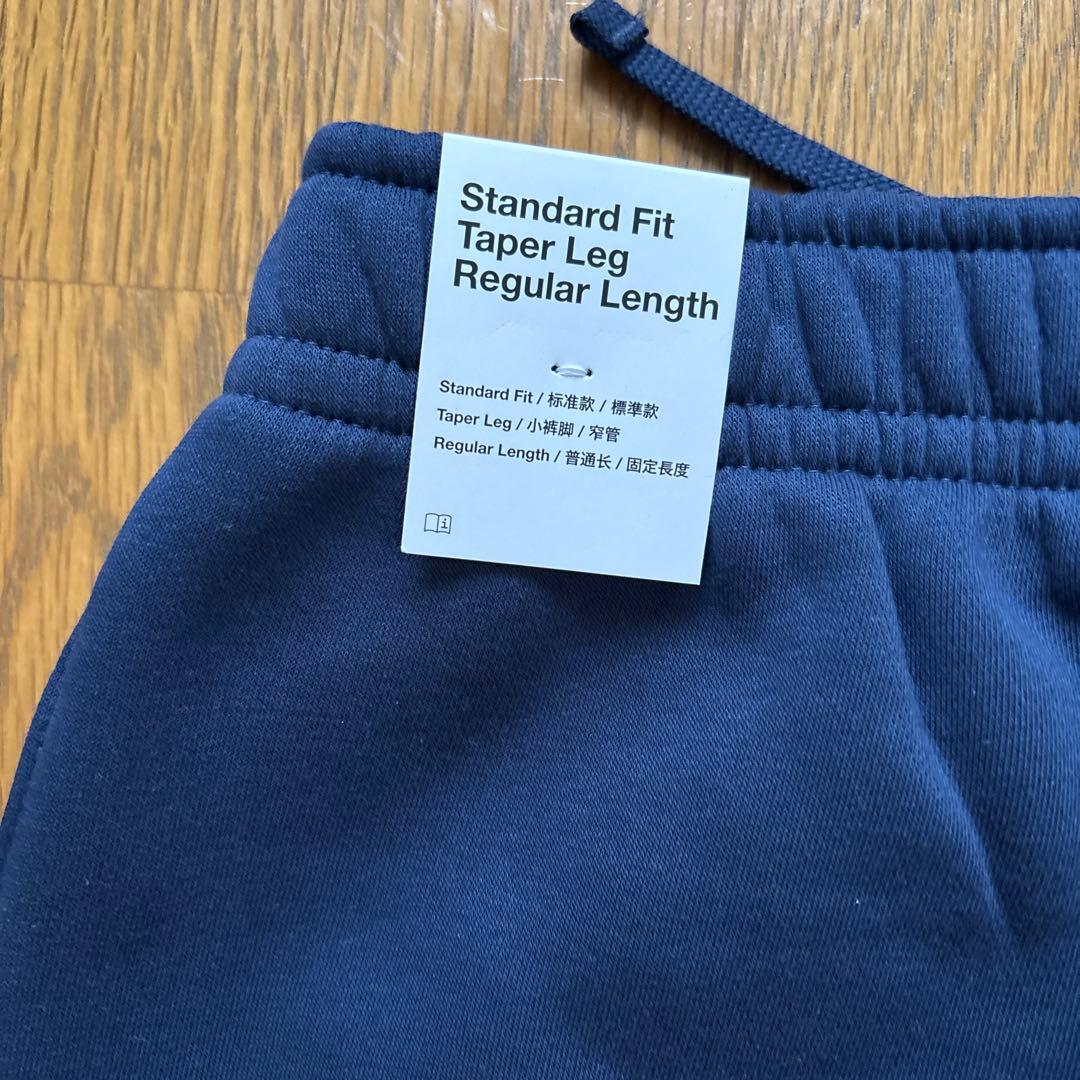 Standard Fit
Taper Leg
Regular Length
Standard Fit / 标准款 / 標準款
Taper Leg / 小裤脚 / 窄管
Regular Length / 普通长 / 固定長度
i